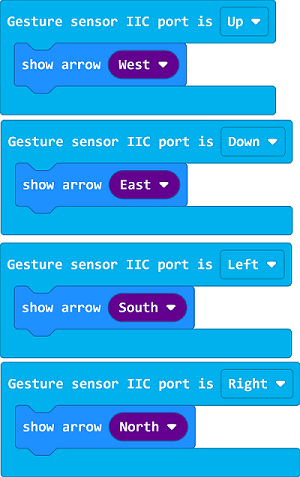 Gesture sensor IIC port is Up
show arrow West
Gesture sensor IIC port is Down
show arrow East
Gesture sensor IIC port is Left
show arrow South
Gesture sensor IIC port is Right
show arrow North